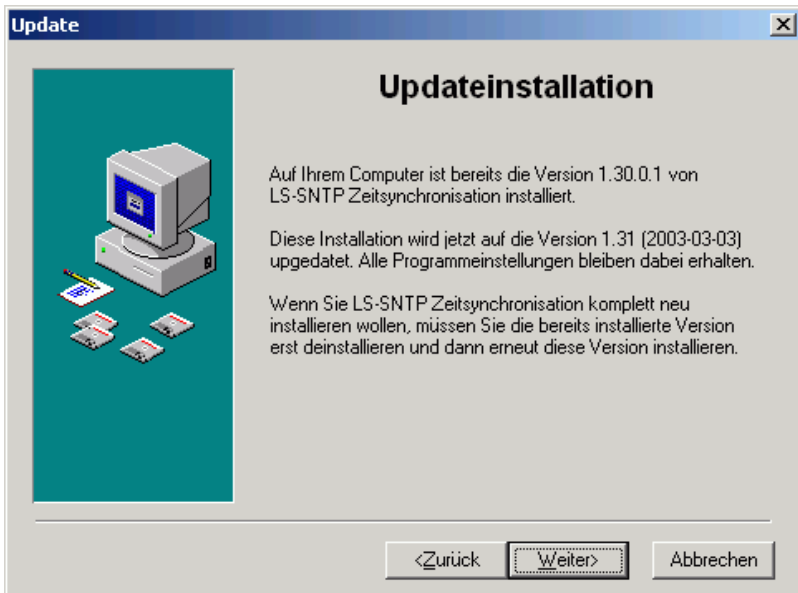 Update
Updateinstallation
Auf Ihrem Computer ist bereits die Version 1.30.0.1 von
LS-SNTP Zeitsynchronisation installiert.
Diese Installation wird jetzt auf die Version 1.31 (2003-03-03)
upgedatet. Alle Programmeinstellungen bleiben dabei erhalten.
Wenn Sie LS-SNTP Zeitsynchronisation komplett neu
installieren wollen, müssen Sie die bereits installierte Version
erst deinstallieren und dann erneut diese Version installieren.
<Zurück Weiter> Abbrechen